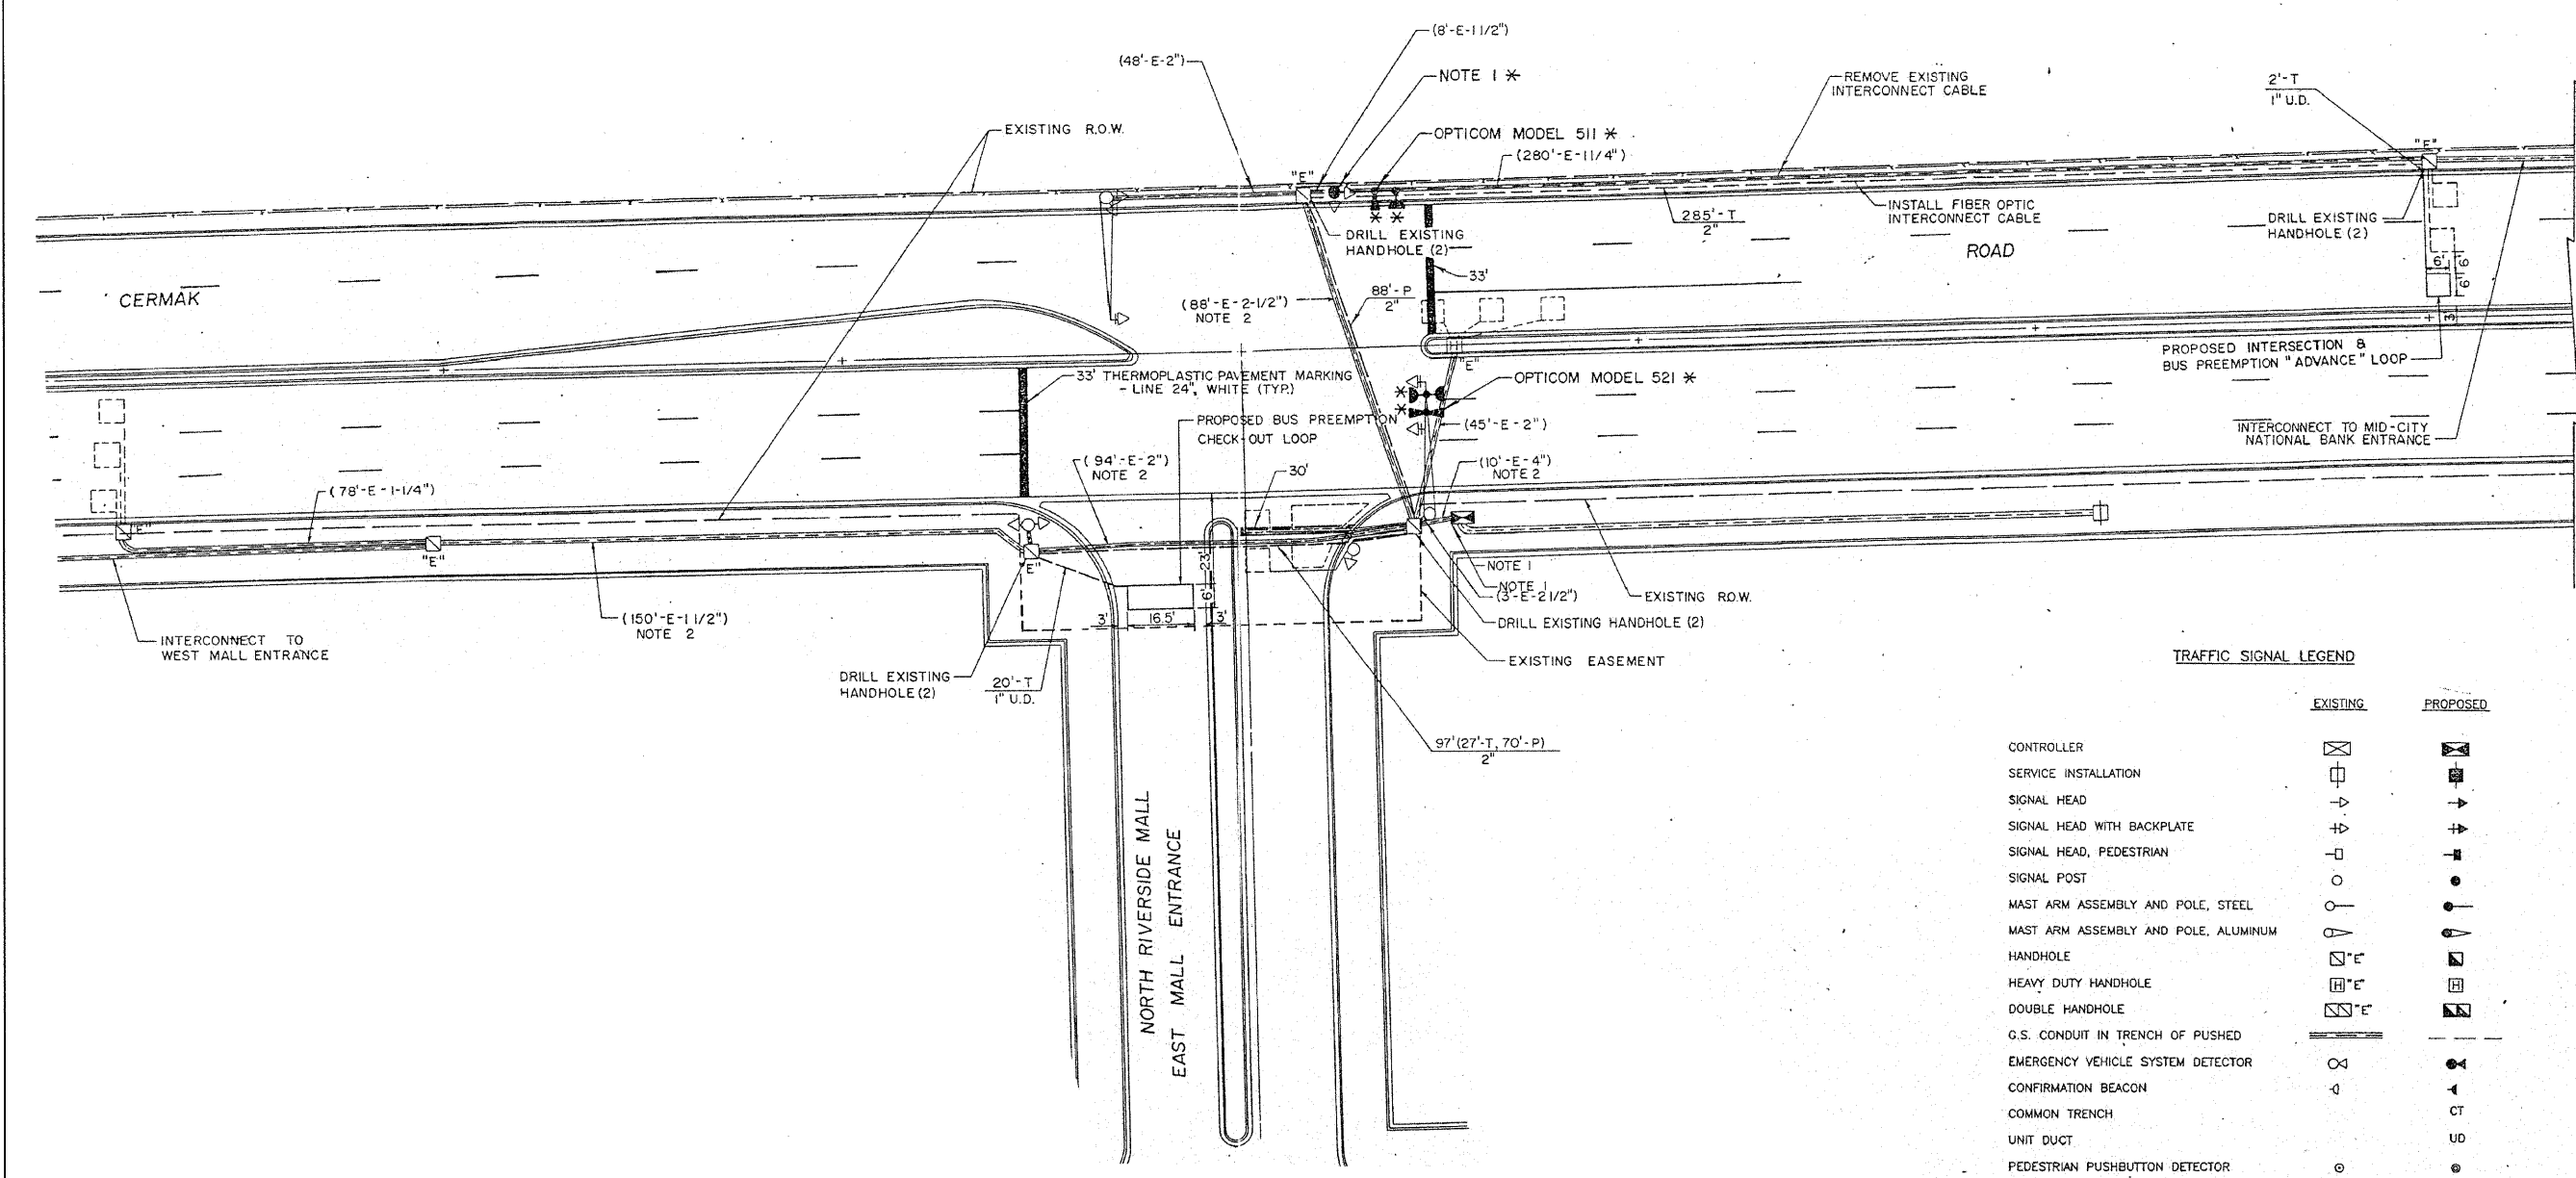 (8'-E-1 1/2")
(48'-E-2")
NOTE 1 *
REMOVE EXISTING
INTERCONNECT CABLE
2'-T
1" U.D.
EXISTING R.O.W.
OPTICOM MODEL 511 *
(280'-E-1 1/4")
"E"
"E"
* *
INSTALL FIBER OPTIC
INTERCONNECT CABLE
285'-T
2"
DRILL EXISTING
HANDHOLE (2)
DRILL EXISTING
HANDHOLE (2)
ROAD
CERMAK
33'
6'
6'
6'
3'
(88'-E-2-1/2")
NOTE 2
88'-P
2"
"E"
PROPOSED INTERSECTION &
BUS PREEMPTION "ADVANCE" LOOP
33' THERMOPLASTIC PAVEMENT MARKING
- LINE 24", WHITE (TYP.)
OPTICOM MODEL 521 *
*
*
PROPOSED BUS PREEMPTION
CHECK-OUT LOOP
(45'-E-2")
INTERCONNECT TO MID-CITY
NATIONAL BANK ENTRANCE
(94'-E-2")
NOTE 2
30'
(10'-E-4")
NOTE 2
(78'-E-1-1/4")
"E"
"E"
"E"
23'
6'
NOTE 1
NOTE 1
(3'-E-2 1/2")
EXISTING R.O.W.
3'
16.5'
3'
(150'-E-1 1/2")
NOTE 2
DRILL EXISTING HANDHOLE (2)
INTERCONNECT TO
WEST MALL ENTRANCE
EXISTING EASEMENT
DRILL EXISTING
HANDHOLE (2)
20'-T
1" U.D.
97' (27'-T, 70'-P)
2"
NORTH RIVERSIDE MALL
EAST MALL ENTRANCE
TRAFFIC SIGNAL LEGEND
EXISTING PROPOSED
CONTROLLER
SERVICE INSTALLATION
SIGNAL HEAD
SIGNAL HEAD WITH BACKPLATE
SIGNAL HEAD, PEDESTRIAN
SIGNAL POST
MAST ARM ASSEMBLY AND POLE, STEEL
MAST ARM ASSEMBLY AND POLE, ALUMINUM
HANDHOLE "E"
HEAVY DUTY HANDHOLE H "E" H
DOUBLE HANDHOLE "E"
G.S. CONDUIT IN TRENCH OF PUSHED
EMERGENCY VEHICLE SYSTEM DETECTOR
CONFIRMATION BEACON
COMMON TRENCH CT
UNIT DUCT UD
PEDESTRIAN PUSHBUTTON DETECTOR